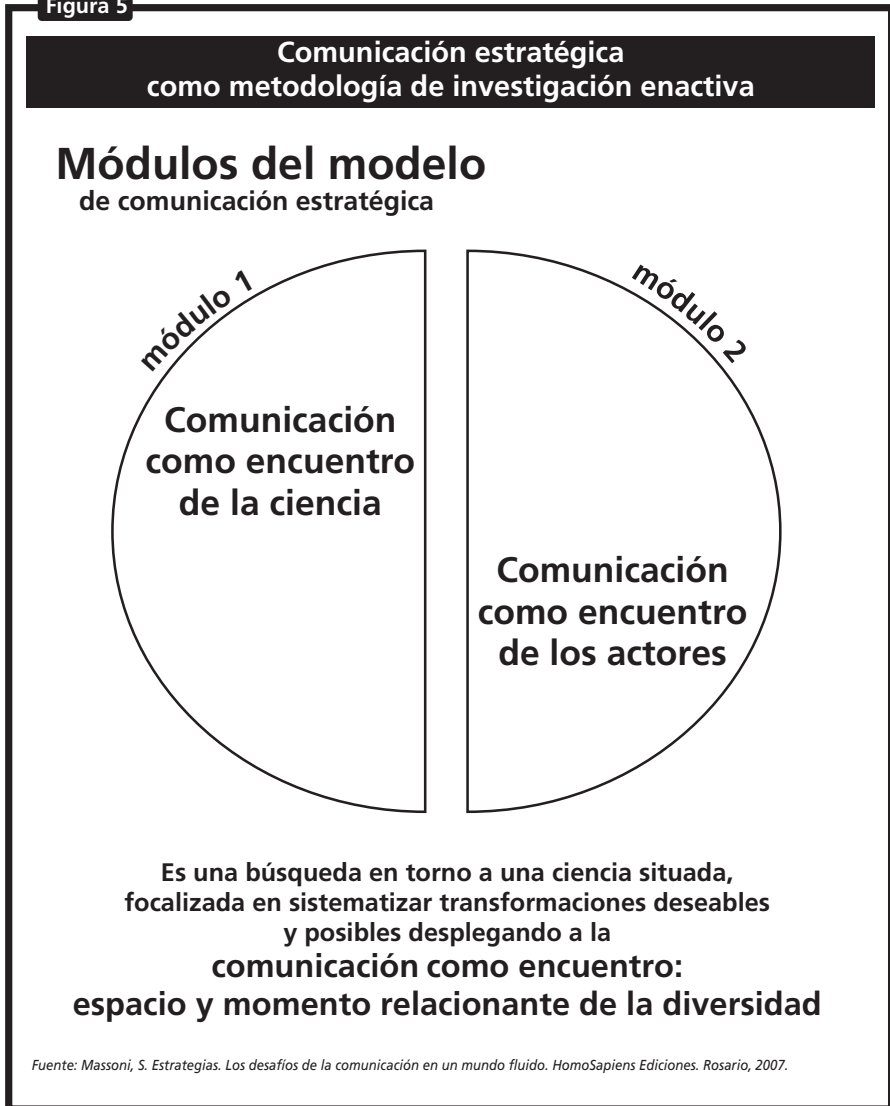 Figura 5
Comunicación estratégica
como metodología de investigación enactiva
Módulos del modelo
de comunicación estratégica
módulo 1
Comunicación
como encuentro
de la ciencia
módulo 2
Comunicación
como encuentro
de los actores
Es una búsqueda en torno a una ciencia situada,
focalizada en sistematizar transformaciones deseables
y posibles desplegando a la
comunicación como encuentro:
espacio y momento relacionante de la diversidad
Fuente: Massoni, S. Estrategias. Los desafíos de la comunicación en un mundo fluido. HomoSapiens Ediciones. Rosario, 2007.